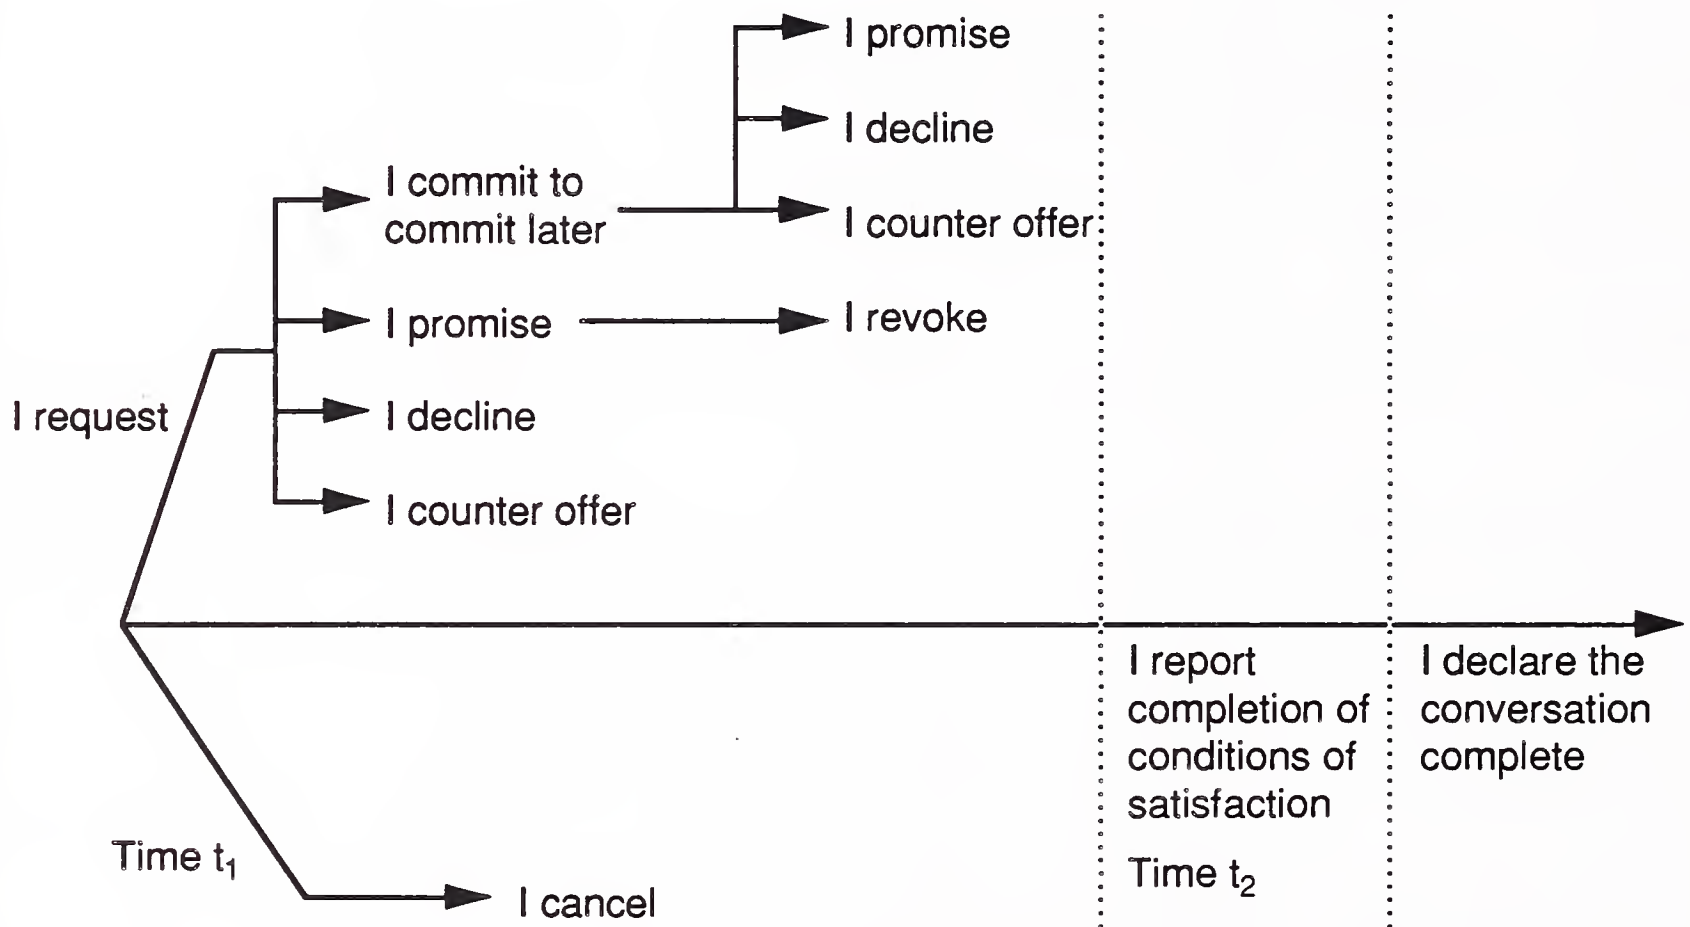 I promise
I decline
I commit to
commit later
I counter offer
I promise
I revoke
I request
I decline
I counter offer
I report
completion of
conditions of
satisfaction
I declare the
conversation
complete
Time t₁
Time t₂
I cancel